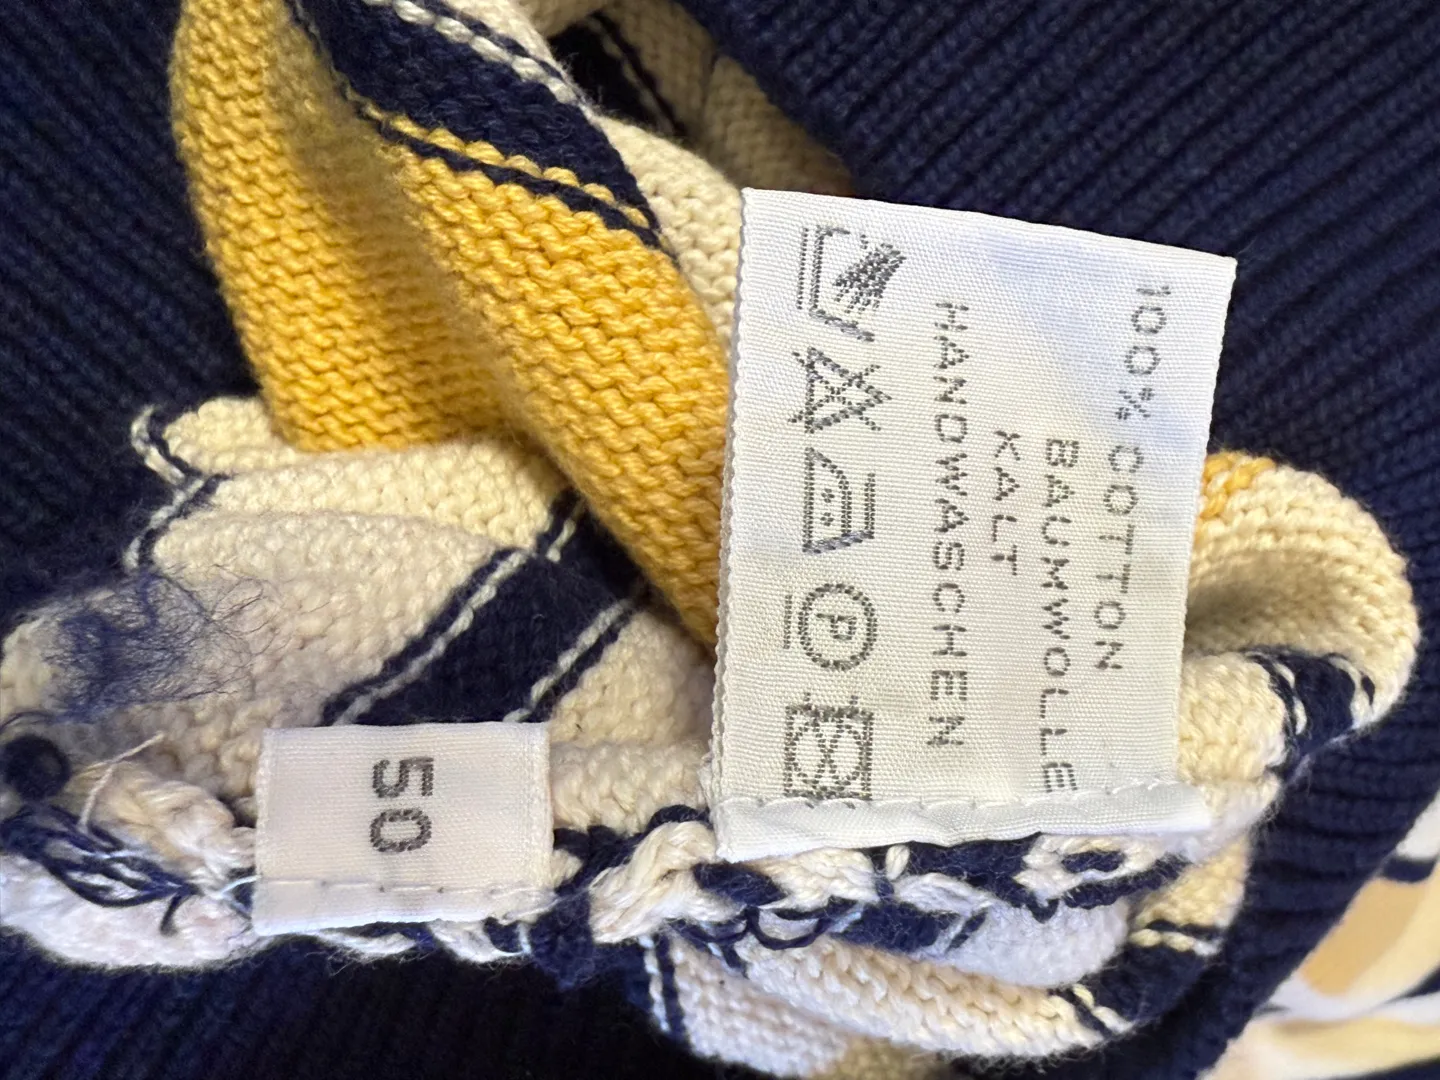 100% COTTON
BAUMWOLLE
KALT
HANDWASCHEN
P
50